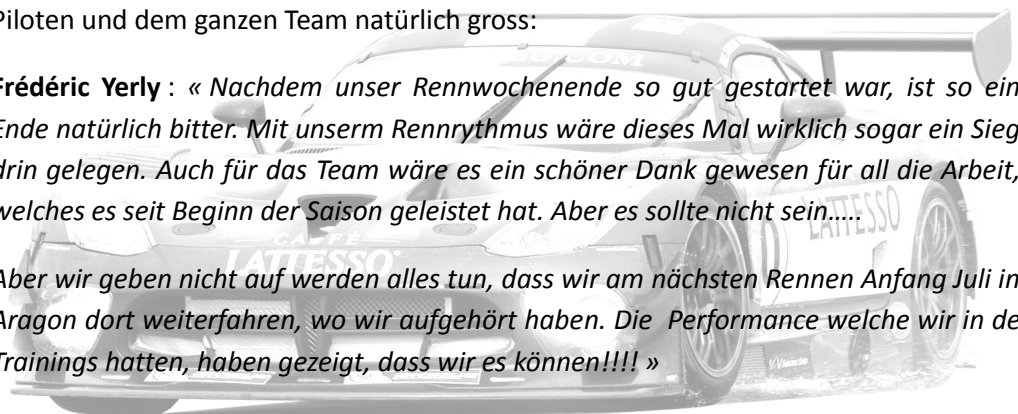 Piloten und dem ganzen Team natürlich gross:
Frédéric Yerly : « Nachdem unser Rennwochenende so gut gestartet war, ist so ein
Ende natürlich bitter. Mit unserm Rennrythmus wäre dieses Mal wirklich sogar ein Sieg
drin gelegen. Auch für das Team wäre es ein schöner Dank gewesen für all die Arbeit,
welches es seit Beginn der Saison geleistet hat. Aber es sollte nicht sein.....
Aber wir geben nicht auf werden alles tun, dass wir am nächsten Rennen Anfang Juli in
Aragon dort weiterfahren, wo wir aufgehört haben. Die Performance welche wir in de
Trainings hatten, haben gezeigt, dass wir es können!!!! »
CAFFÈ
LATTESSO
LATTESSO